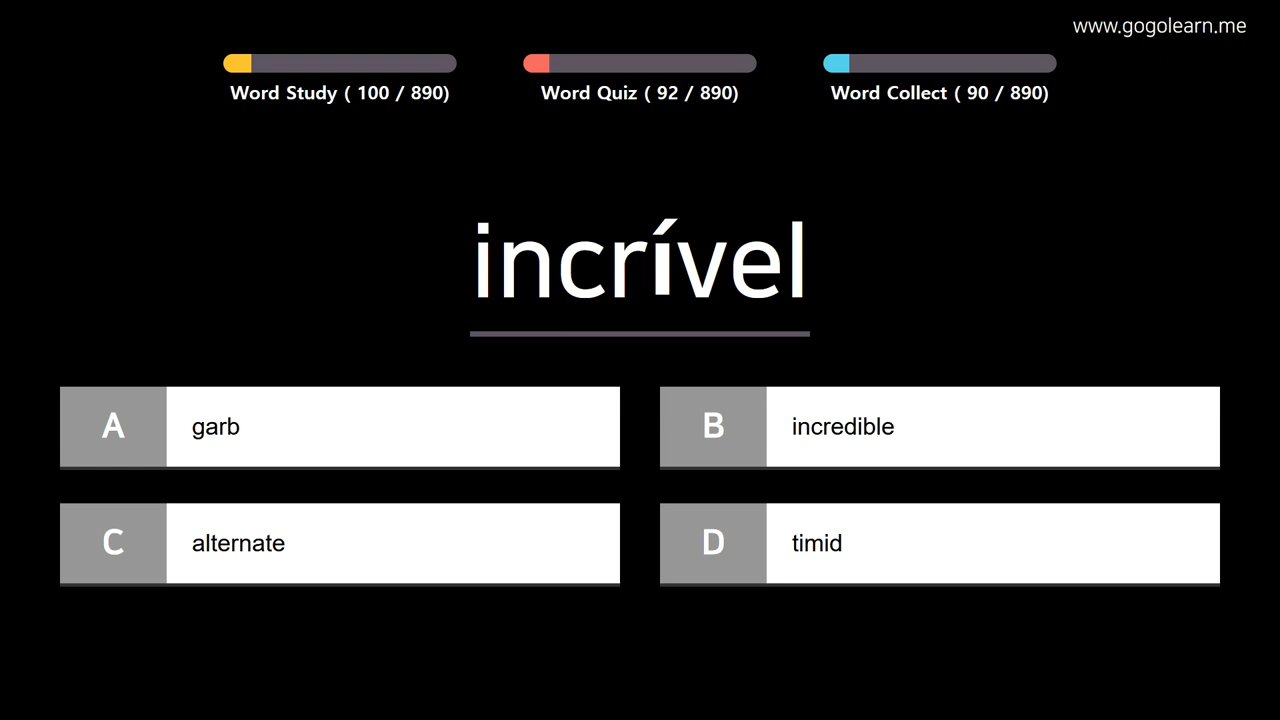 www.gogolearn.me
Word Study ( 100 / 890)
Word Quiz ( 92 / 890)
Word Collect ( 90 / 890)
incrível
A garb
B incredible
C alternate
D timid